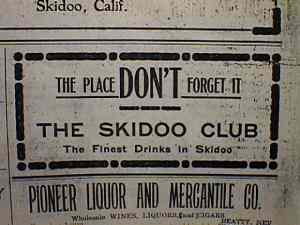 Skidoo, Calif.
THE PLACE DON'T FORGET IT
THE SKIDOO CLUB
The Finest Drinks in Skidoo
PIONEER LIQUOR AND MERCANTILE CO.
Wholesale WINES, LIQUORS, and CIGARS
BEATTY, NEV